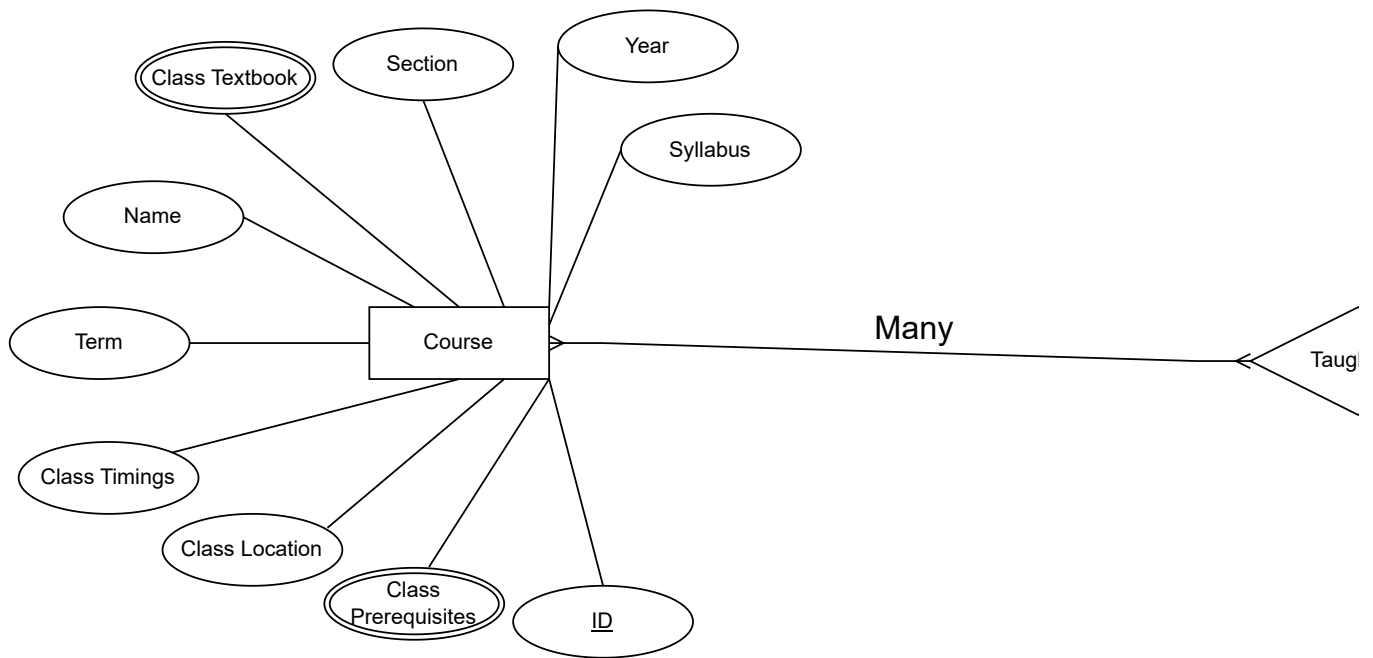 Year
Section
Class Textbook
Syllabus
Name
Many
Course
Term
Class Timings
Class Location
Class
Prerequisites
ID